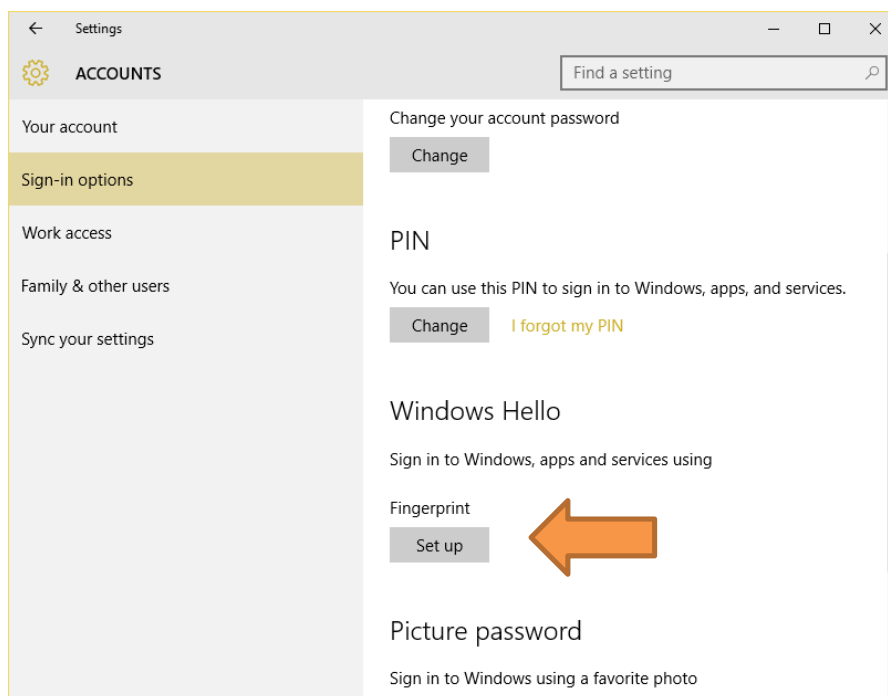 Settings
ACCOUNTS
Find a setting
Your account
Sign-in options
Work access
Family & other users
Sync your settings
Change your account password
Change
PIN
You can use this PIN to sign in to Windows, apps, and services.
Change I forgot my PIN
Windows Hello
Sign in to Windows, apps and services using
Fingerprint
Set up
Picture password
Sign in to Windows using a favorite photo